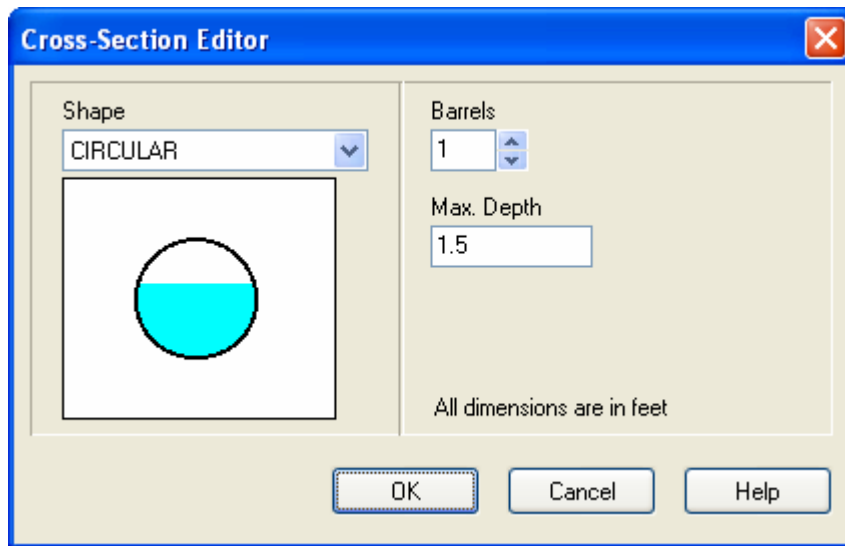 Cross-Section Editor
Shape
CIRCULAR
Barrels
1
Max. Depth
1.5
All dimensions are in feet
OK
Cancel
Help